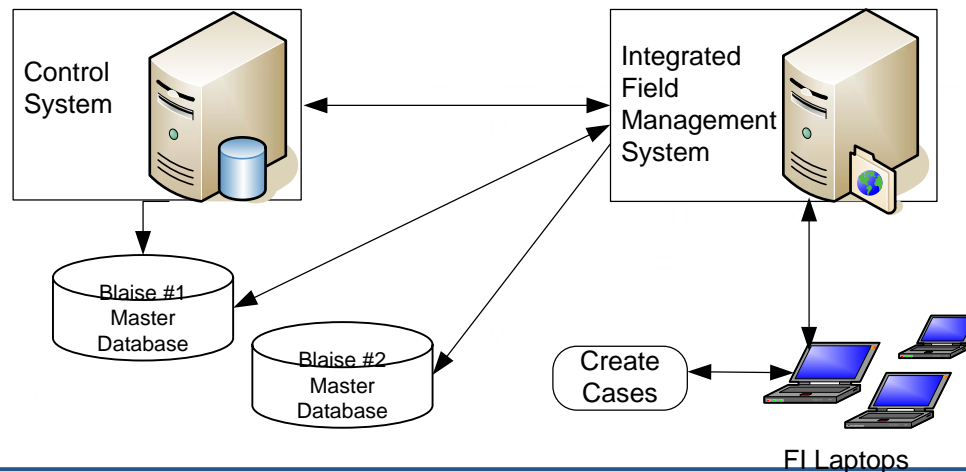 Control
System
Integrated
Field
Management
System
Blaise #1
Master
Database
Blaise #2
Master
Database
Create
Cases
FI Laptops